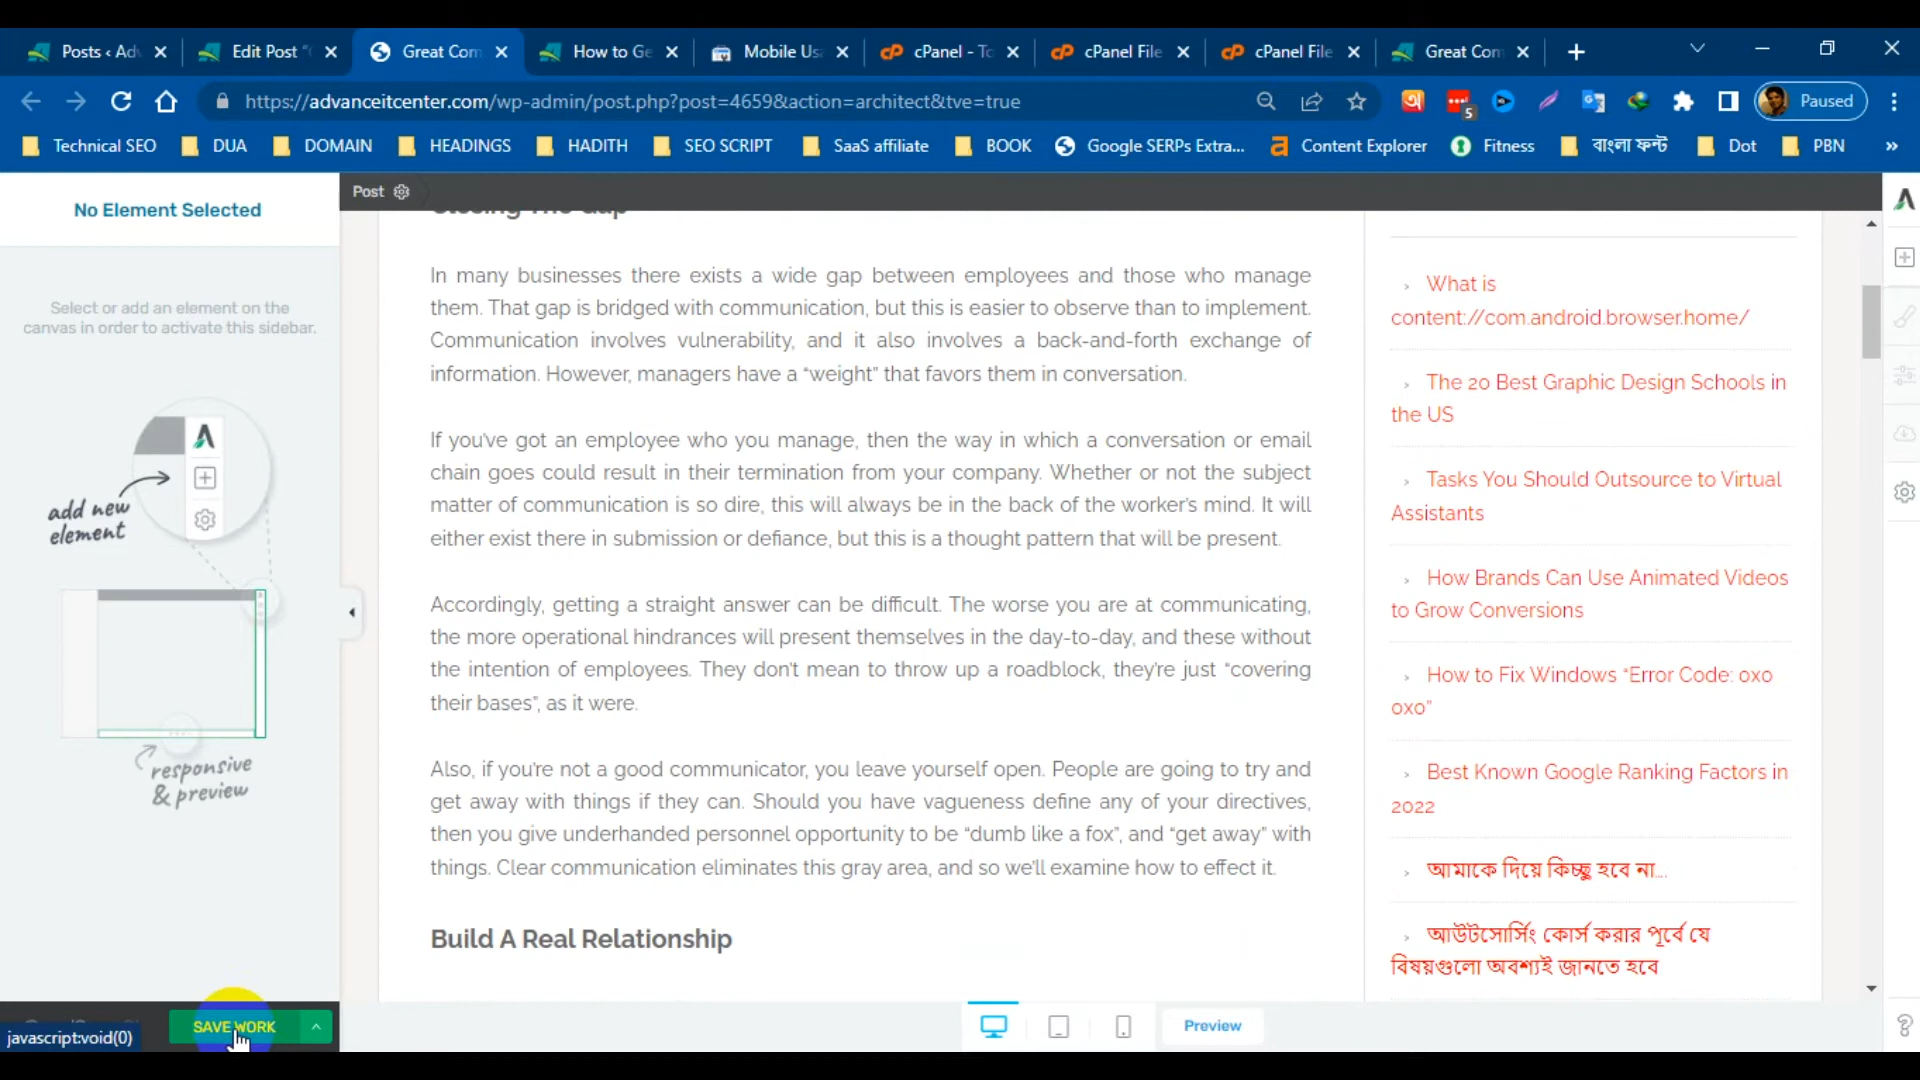 Posts ‹ Adv
Edit Post "
Great Com
How to Ge
Mobile Us
cPanel - To
cPanel File
cPanel File
Great Com
https://advanceitcenter.com/wp-admin/post.php?post=4659&action=architect&tve=true
5
Paused
Technical SEO
DUA
DOMAIN
HEADINGS
HADITH
SEO SCRIPT
SaaS affiliate
BOOK
Google SERPs Extra...
Content Explorer
Fitness
বাংলা ফন্ট
Dot
PBN
»
No Element Selected
Post
Select or add an element on the
canvas in order to activate this sidebar.
add new
element
responsive
& preview
SAVE WORK
javascript:void(0)
Closing The Gap
In many businesses there exists a wide gap between employees and those who manage
them. That gap is bridged with communication, but this is easier to observe than to implement.
Communication involves vulnerability, and it also involves a back-and-forth exchange of
information. However, managers have a “weight” that favors them in conversation.
If you’ve got an employee who you manage, then the way in which a conversation or email
chain goes could result in their termination from your company. Whether or not the subject
matter of communication is so dire, this will always be in the back of the worker’s mind. It will
either exist there in submission or defiance, but this is a thought pattern that will be present.
Accordingly, getting a straight answer can be difficult. The worse you are at communicating,
the more operational hindrances will present themselves in the day-to-day, and these without
the intention of employees. They don’t mean to throw up a roadblock, they’re just “covering
their bases”, as it were.
Also, if you’re not a good communicator, you leave yourself open. People are going to try and
get away with things if they can. Should you have vagueness define any of your directives,
then you give underhanded personnel opportunity to be “dumb like a fox”, and “get away” with
things. Clear communication eliminates this gray area, and so we’ll examine how to effect it.
Build A Real Relationship
What is
content://com.android.browser.home/
The 20 Best Graphic Design Schools in
the US
Tasks You Should Outsource to Virtual
Assistants
How Brands Can Use Animated Videos
to Grow Conversions
How to Fix Windows “Error Code: 0x0
0x0”
Best Known Google Ranking Factors in
2022
আমাকে দিয়ে কিচ্ছু হবে না…
আউটসোর্সিং কোর্স করার পূর্বে যে
বিষয়গুলো অবশ্যই জানতে হবে
Preview